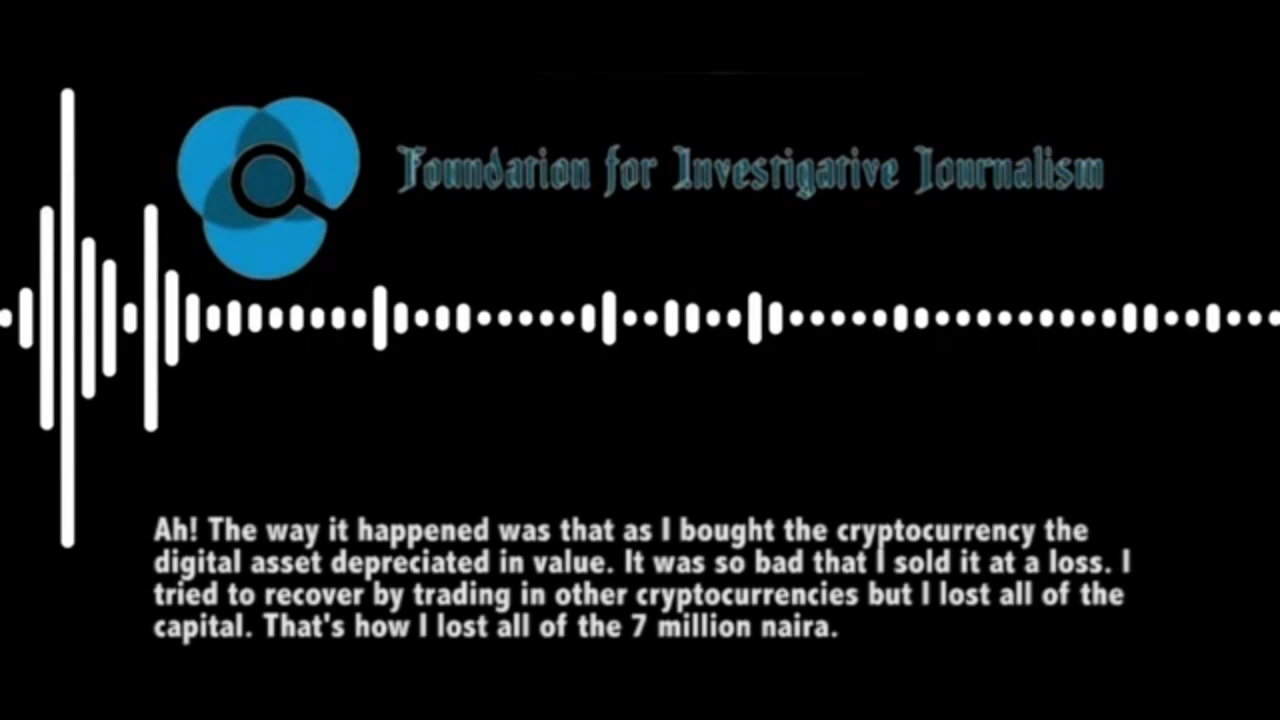 Foundation for Investigative Journalism
Ah! The way it happened was that as I bought the cryptocurrency the
digital asset depreciated in value. It was so bad that I sold it at a loss. I
tried to recover by trading in other cryptocurrencies but I lost all of the
capital. That's how I lost all of the 7 million naira.